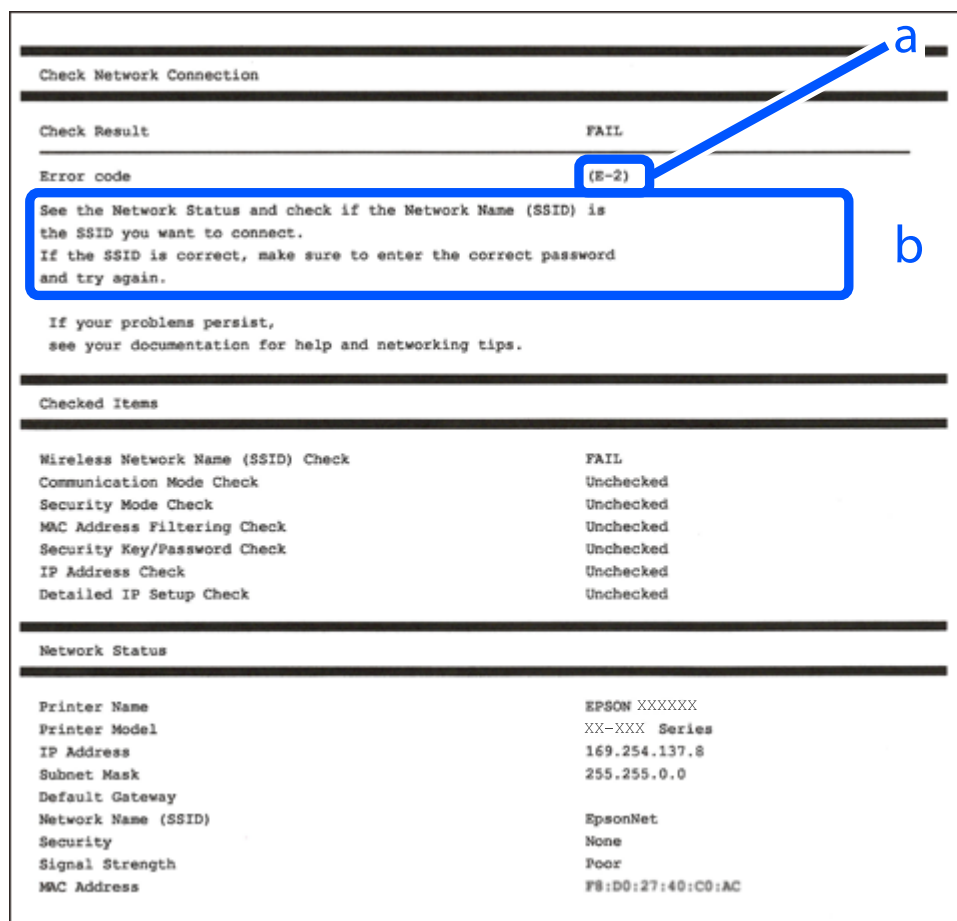 a
Check Network Connection
Check Result FAIL
Error code (E-2)
See the Network Status and check if the Network Name (SSID) is
the SSID you want to connect.
If the SSID is correct, make sure to enter the correct password
and try again.
b
If your problems persist,
see your documentation for help and networking tips.
Checked Items
Wireless Network Name (SSID) Check FAIL
Communication Mode Check Unchecked
Security Mode Check Unchecked
MAC Address Filtering Check Unchecked
Security Key/Password Check Unchecked
IP Address Check Unchecked
Detailed IP Setup Check Unchecked
Network Status
Printer Name EPSON XXXXXX
Printer Model XX-XXX Series
IP Address 169.254.137.8
Subnet Mask 255.255.0.0
Default Gateway
Network Name (SSID) EpsonNet
Security None
Signal Strength Poor
MAC Address F8:D0:27:40:C0:AC